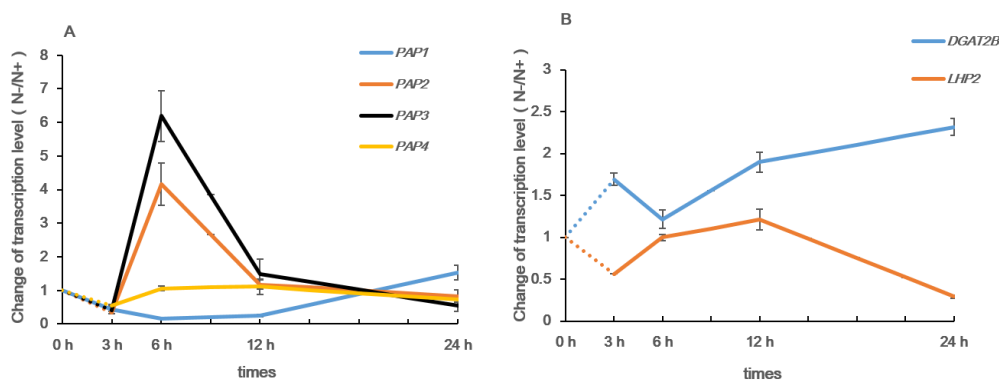 A
Change of transcription level ( N-/N+)
8
7
6
5
4
3
2
1
0
0 h
3 h
6 h
12 h
24 h
times
PAP1
PAP2
PAP3
PAP4
B
Change of transcription level ( N-/N+)
3
2.5
2
1.5
1
0.5
0
0 h
3 h
6 h
12 h
24 h
times
DGAT2B
LHP2